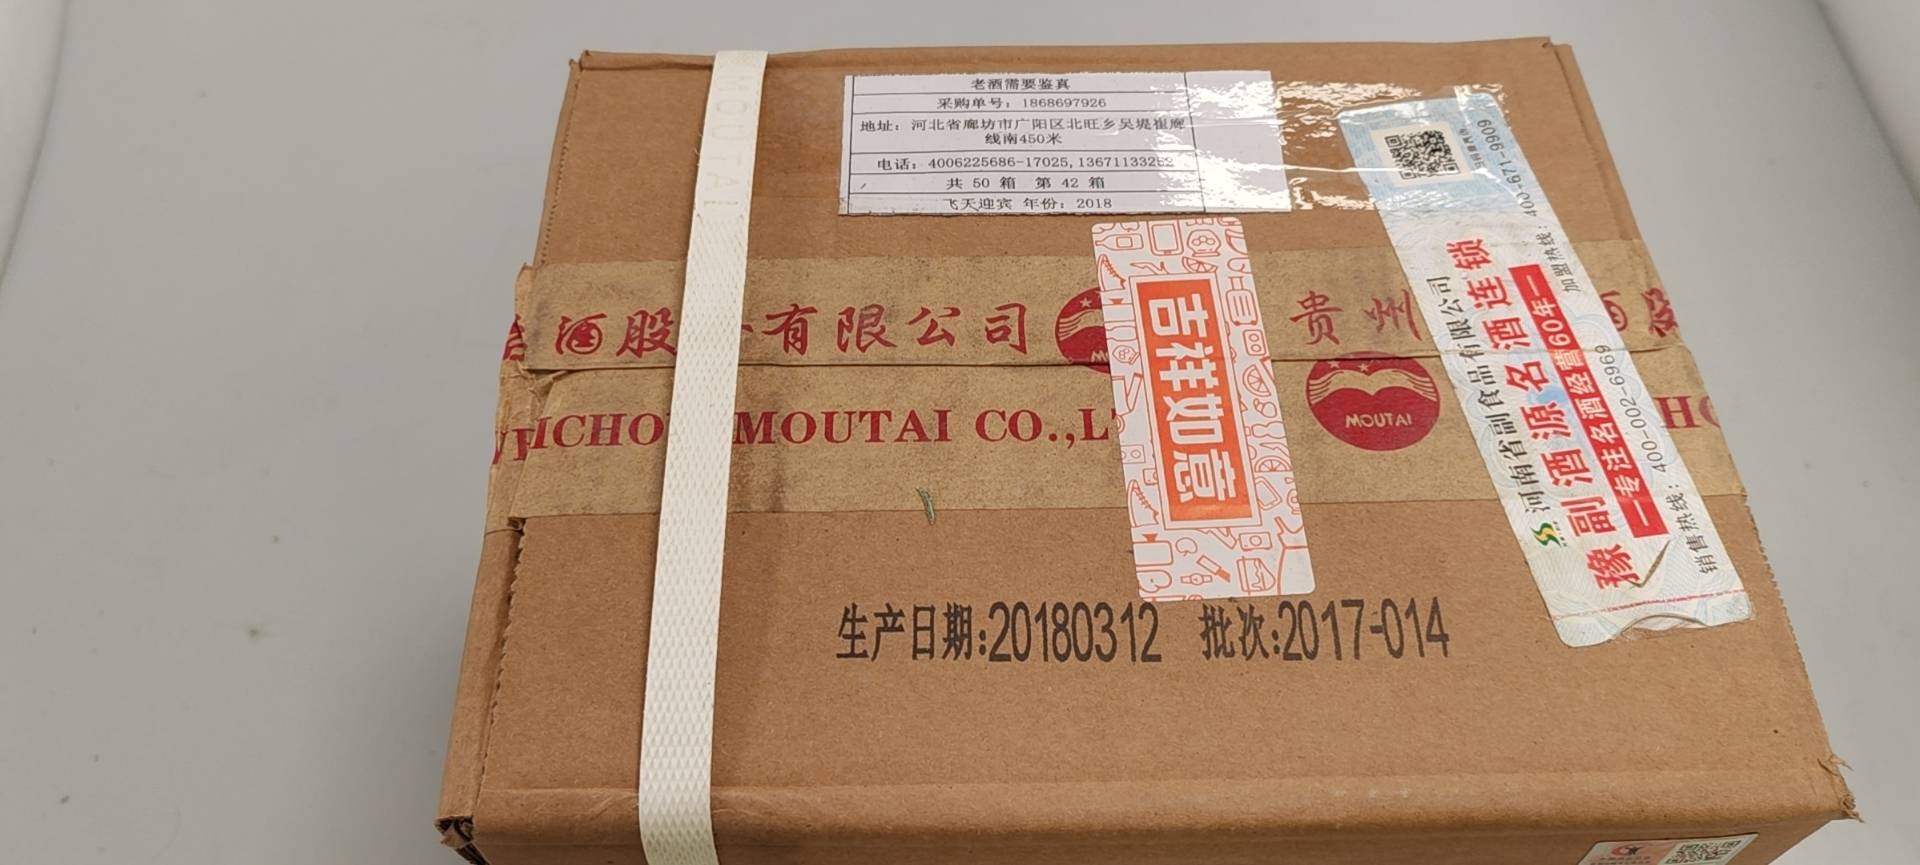 老酒需要鉴真
采购单号：1868697926
地址：河北省廊坊市广阳区北旺乡吴堤崔廊
线南450米
电话：4006225686-17025,13671133252
共 50 箱 第 42 箱
飞天迎宾 年份：2018
MOUTAI
酒股 有限公司
贵州
酒股
ICHO MOUTAI CO.,L
MOUTAI
HO
吉祥如意
河南省副食品有限公司
豫副酒源名酒连锁
专注名酒经营60年
销售热线：400-002-6969
加盟热线：400-671-9909
生产日期:20180312 批次:2017-014